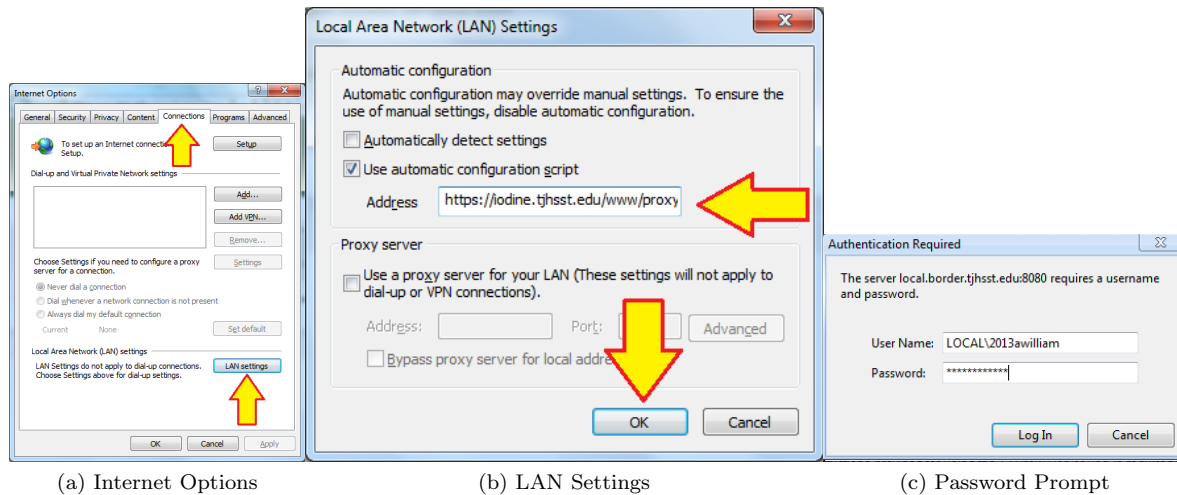 Internet Options
General Security Privacy Content Connections Programs Advanced
To set up an Internet connect
Setup.
Setup
Dial-up and Virtual Private Network settings
Add...
Add VPN...
Remove...
Choose Settings if you need to configure a proxy
server for a connection.
Settings
Never dial a connection
Dial whenever a network connection is not present
Always dial my default connection
Current None
Set default
Local Area Network (LAN) settings
LAN Settings do not apply to dial-up connections.
Choose Settings above for dial-up settings.
LAN settings
OK Cancel Apply
(a) Internet Options
Local Area Network (LAN) Settings
Automatic configuration
Automatic configuration may override manual settings. To ensure the
use of manual settings, disable automatic configuration.
Automatically detect settings
Use automatic configuration script
Address https://iodine.tjhsst.edu/www/proxy
Proxy server
Use a proxy server for your LAN (These settings will not apply to
dial-up or VPN connections).
Address: Port: Advanced
Bypass proxy server for local addre
OK Cancel
(b) LAN Settings
Authentication Required
The server local.border.tjhsst.edu:8080 requires a username
and password.
User Name: LOCAL\2013awilliam
Password: ************
Log In Cancel
(c) Password Prompt